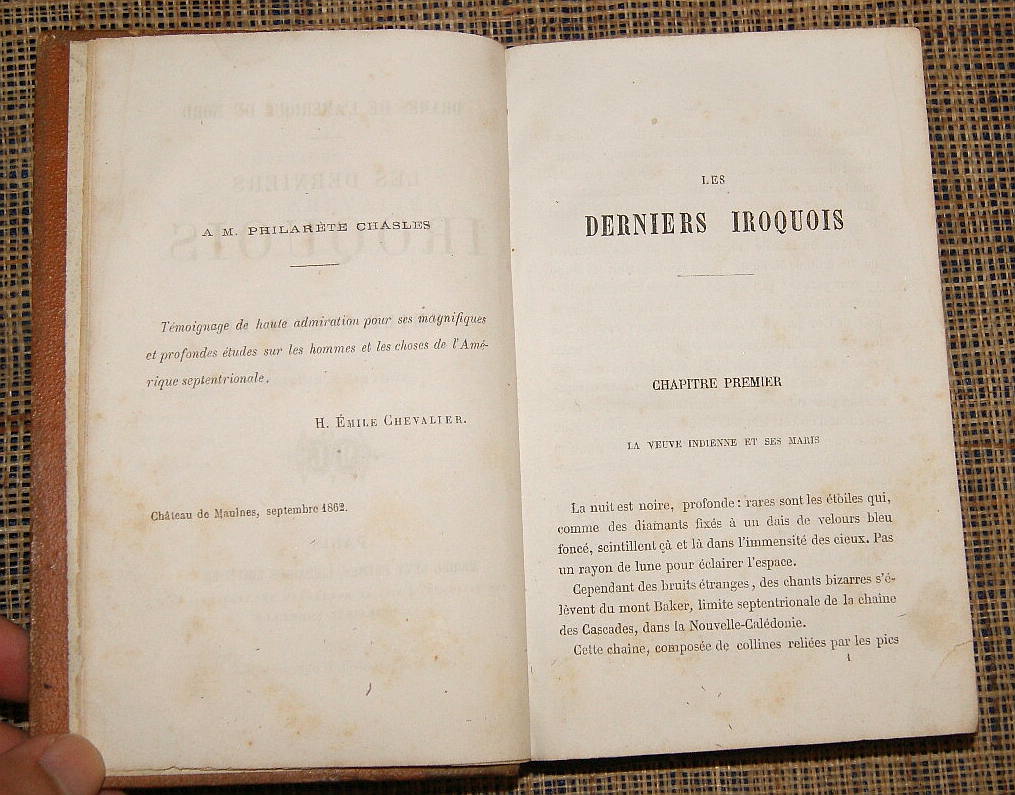 A M. PHILARÈTE CHASLES
Témoignage de haute admiration pour ses magnifiques
et profondes études sur les hommes et les choses de l'Amé-
rique septentrionale.
H. ÉMILE CHEVALIER.
Château de Maulnes, septembre 1862.
LES
DERNIERS IROQUOIS
CHAPITRE PREMIER
LA VEUVE INDIENNE ET SES MARIS
La nuit est noire, profonde : rares sont les étoiles qui,
comme des diamants fixés à un dais de velours bleu
foncé, scintillent çà et là dans l'immensité des cieux. Pas
un rayon de lune pour éclairer l'espace.
Cependant des bruits étranges, des chants bizarres s'é-
lèvent du mont Baker, limite septentrionale de la chaîne
des Cascades, dans la Nouvelle-Calédonie.
Cette chaine, composée de collines reliées par les pics
1